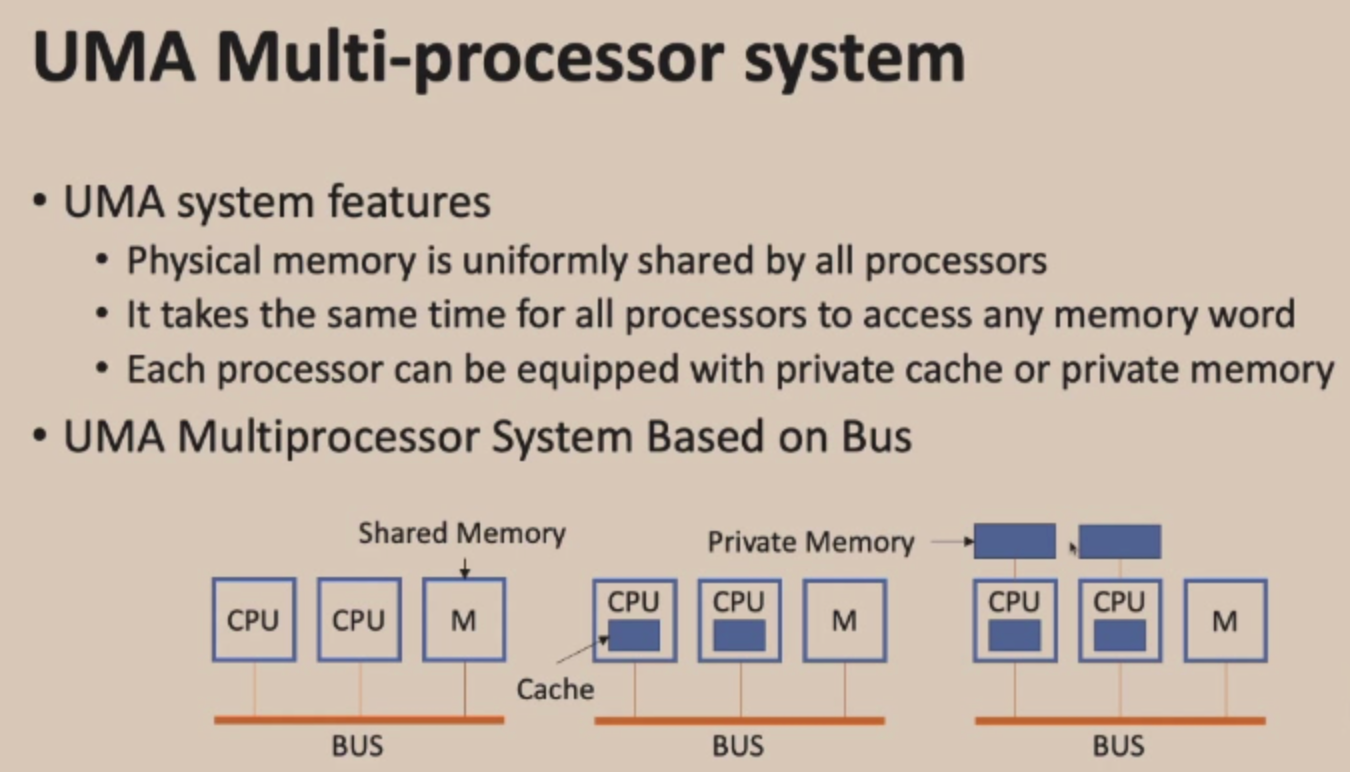 UMA Multi-processor system
• UMA system features
• Physical memory is uniformly shared by all processors
• It takes the same time for all processors to access any memory word
• Each processor can be equipped with private cache or private memory
• UMA Multiprocessor System Based on Bus
Shared Memory
CPU CPU M
BUS
Cache
CPU CPU M
BUS
Private Memory
CPU CPU M
BUS